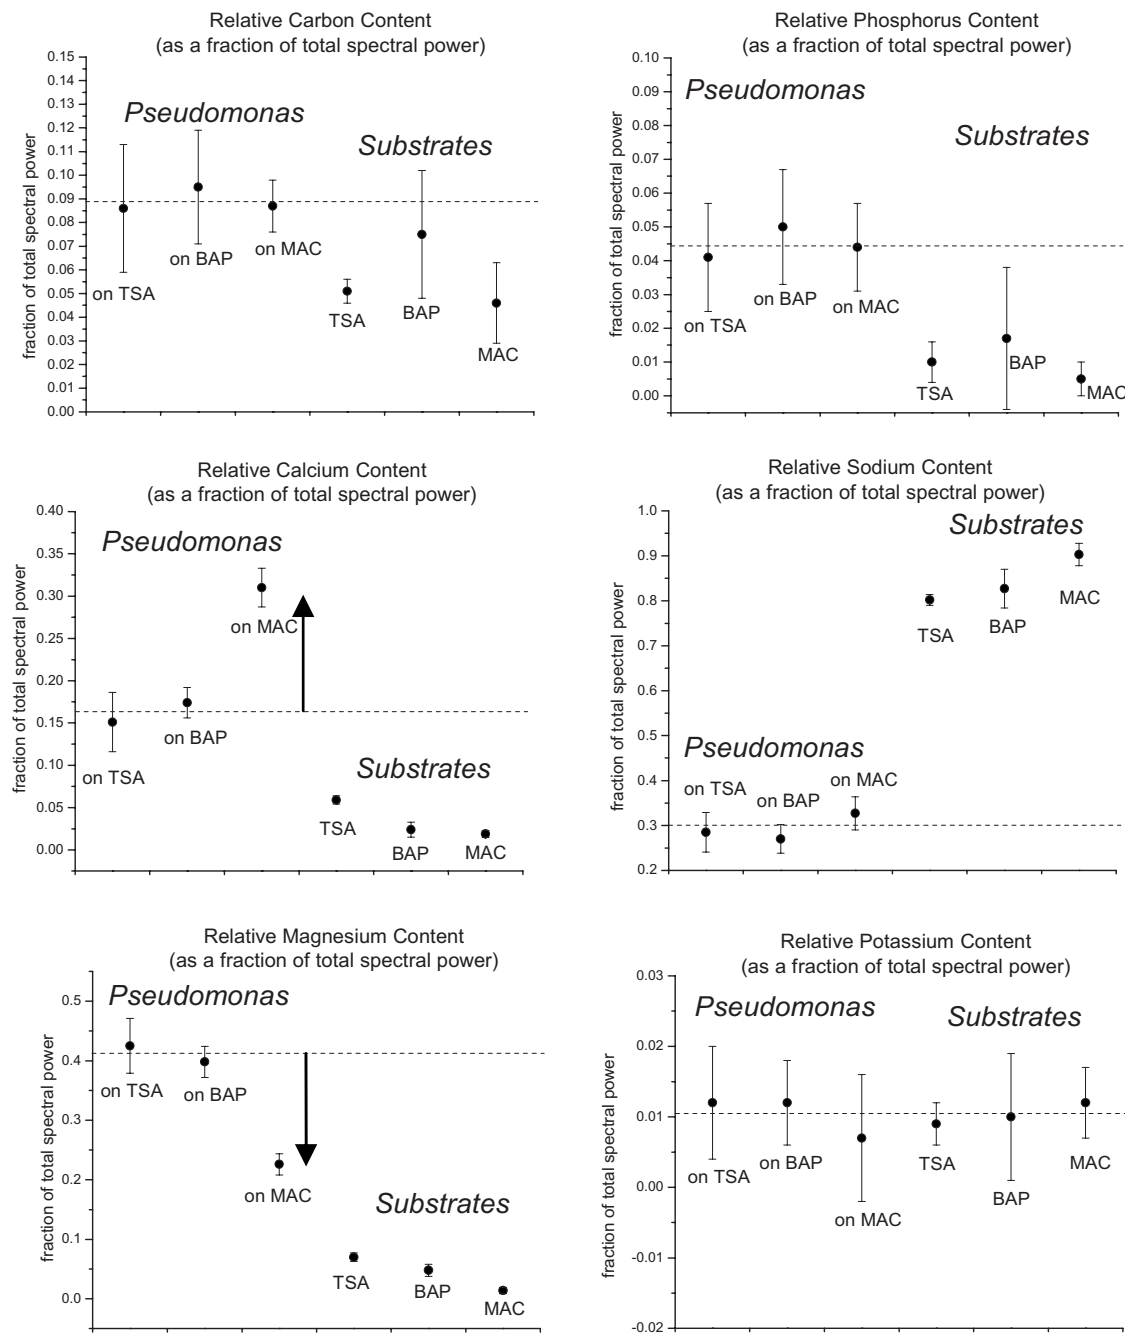 Relative Carbon Content
(as a fraction of total spectral power)
fraction of total spectral power
0.15
0.14
0.13
0.12
0.11
0.10
0.09
0.08
0.07
0.06
0.05
0.04
0.03
0.02
0.01
0.00
Pseudomonas
Substrates
on TSA
on BAP
on MAC
TSA
BAP
MAC
Relative Phosphorus Content
(as a fraction of total spectral power)
fraction of total spectral power
0.10
0.09
0.08
0.07
0.06
0.05
0.04
0.03
0.02
0.01
0.00
Pseudomonas
Substrates
on TSA
on BAP
on MAC
TSA
BAP
MAC
Relative Calcium Content
(as a fraction of total spectral power)
fraction of total spectral power
0.40
0.35
0.30
0.25
0.20
0.15
0.10
0.05
0.00
Pseudomonas
Substrates
on TSA
on BAP
on MAC
TSA
BAP
MAC
Relative Sodium Content
(as a fraction of total spectral power)
fraction of total spectral power
1.0
0.9
0.8
0.7
0.6
0.5
0.4
0.3
0.2
Substrates
Pseudomonas
on TSA
on BAP
on MAC
TSA
BAP
MAC
Relative Magnesium Content
(as a fraction of total spectral power)
fraction of total spectral power
0.5
0.4
0.3
0.2
0.1
0.0
Pseudomonas
Substrates
on TSA
on BAP
on MAC
TSA
BAP
MAC
Relative Potassium Content
(as a fraction of total spectral power)
fraction of total spectral power
0.03
0.02
0.01
0.00
-0.01
-0.02
Pseudomonas
Substrates
on TSA
on BAP
on MAC
TSA
BAP
MAC